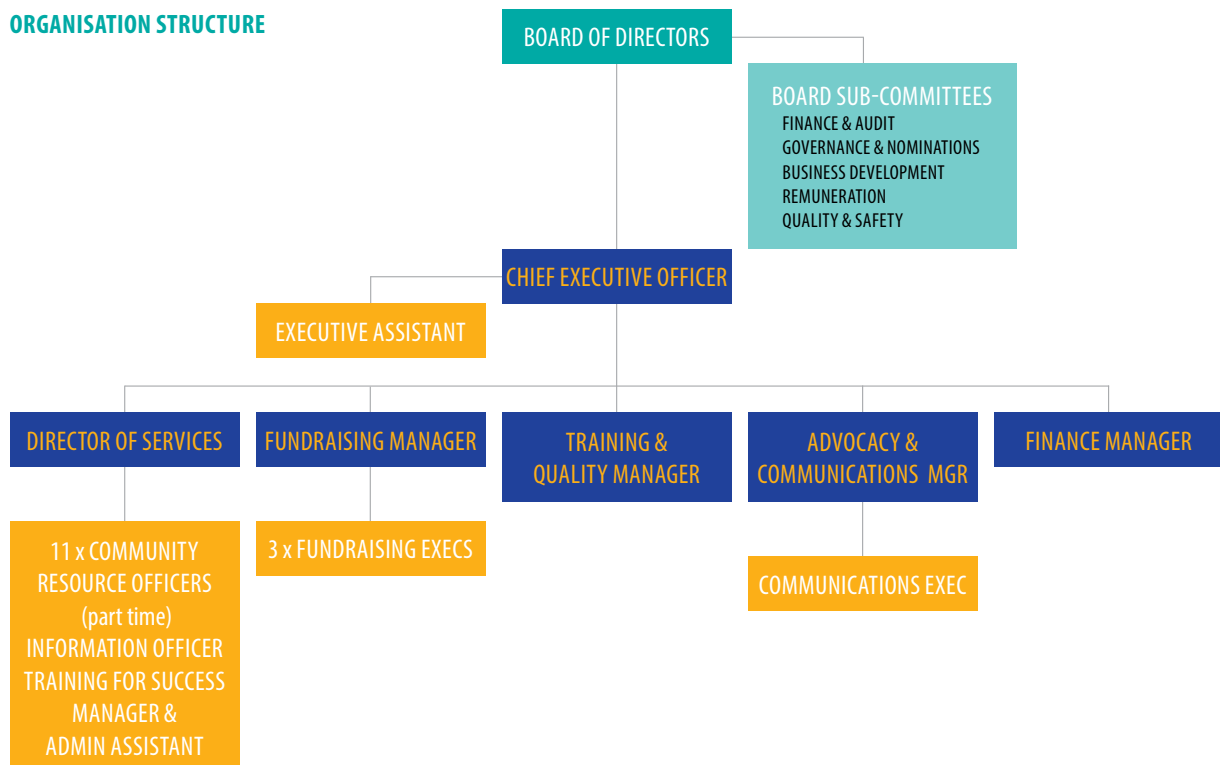 ORGANISATION STRUCTURE
BOARD OF DIRECTORS
BOARD SUB-COMMITTEES
FINANCE & AUDIT
GOVERNANCE & NOMINATIONS
BUSINESS DEVELOPMENT
REMUNERATION
QUALITY & SAFETY
CHIEF EXECUTIVE OFFICER
EXECUTIVE ASSISTANT
DIRECTOR OF SERVICES
FUNDRAISING MANAGER
TRAINING &
QUALITY MANAGER
ADVOCACY &
COMMUNICATIONS MGR
FINANCE MANAGER
11 x COMMUNITY
RESOURCE OFFICERS
(part time)
INFORMATION OFFICER
TRAINING FOR SUCCESS
MANAGER &
ADMIN ASSISTANT
3 x FUNDRAISING EXECS
COMMUNICATIONS EXEC